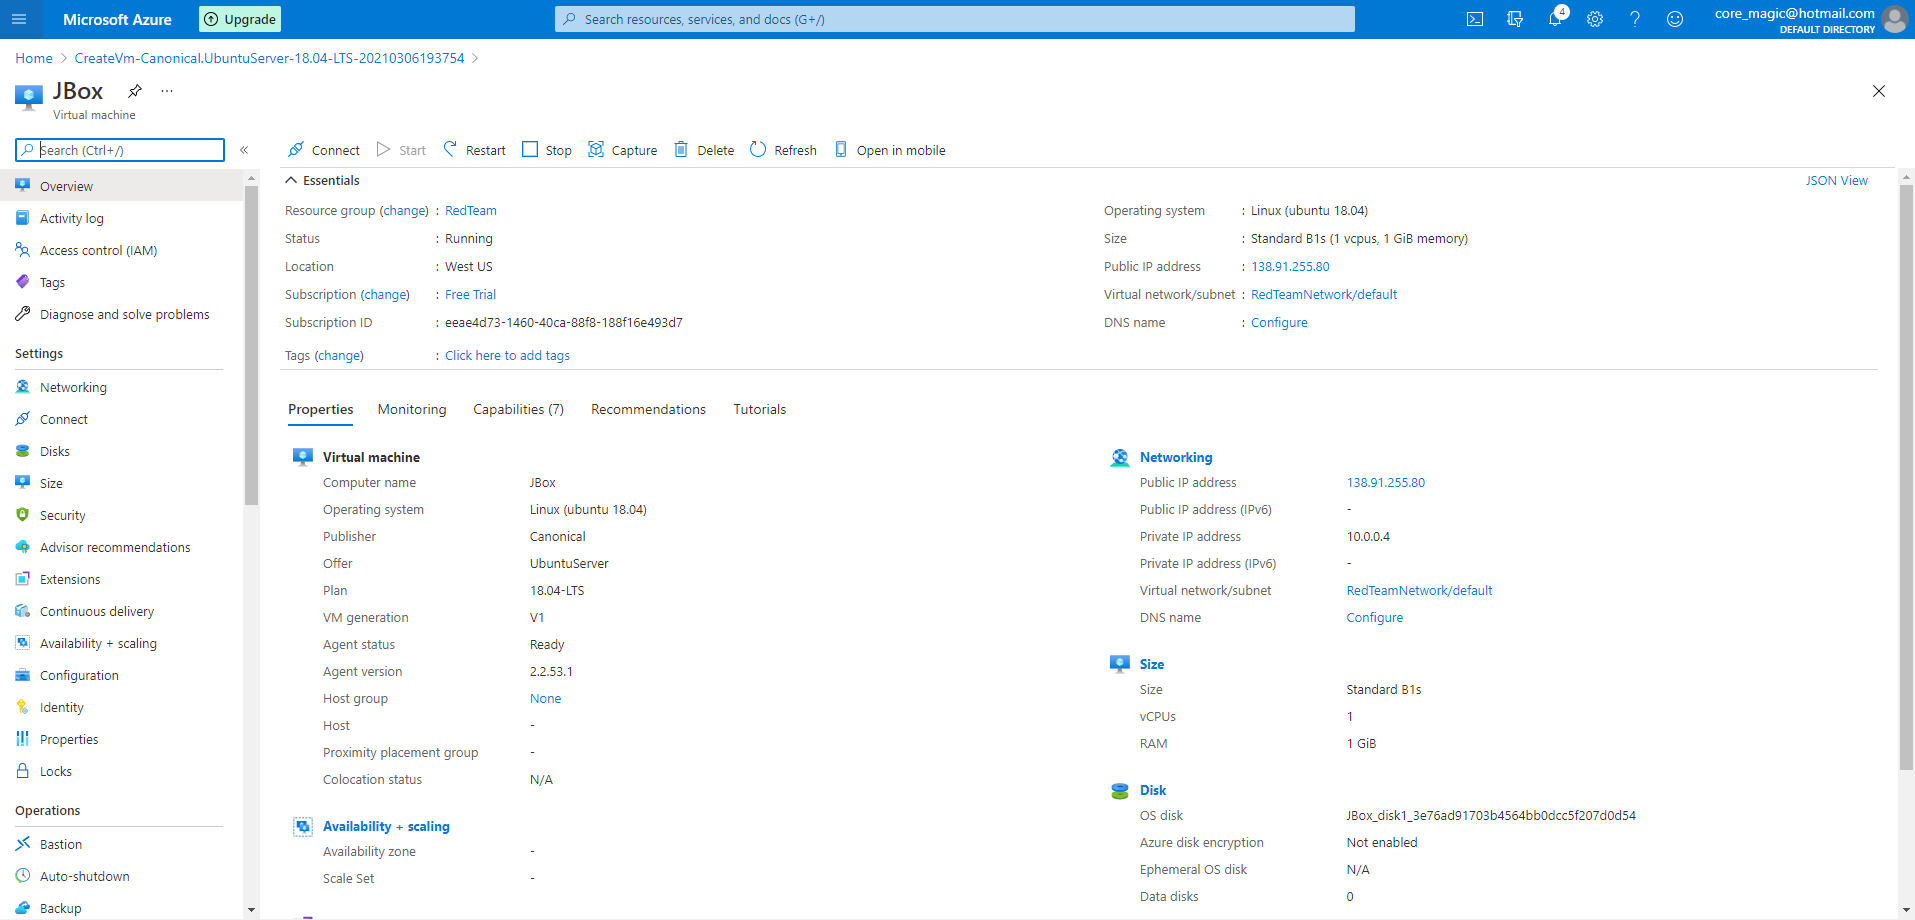 Microsoft Azure
Upgrade
Search resources, services, and docs (G+/)
4
core_magic@hotmail.com
DEFAULT DIRECTORY
Home > CreateVm-Canonical.UbuntuServer-18.04-LTS-20210306193754 >
JBox
...
Virtual machine
Search (Ctrl+/)
«
Connect
Start
Restart
Stop
Capture
Delete
Refresh
Open in mobile
Overview
Activity log
Access control (IAM)
Tags
Diagnose and solve problems
Settings
Networking
Connect
Disks
Size
Security
Advisor recommendations
Extensions
Continuous delivery
Availability + scaling
Configuration
Identity
Properties
Locks
Operations
Bastion
Auto-shutdown
Backup
Essentials
JSON View
Resource group (change) : RedTeam
Status : Running
Location : West US
Subscription (change) : Free Trial
Subscription ID : eeae4d73-1460-40ca-88f8-188f16e493d7
Tags (change) : Click here to add tags
Operating system : Linux (ubuntu 18.04)
Size : Standard B1s (1 vcpus, 1 GiB memory)
Public IP address : 138.91.255.80
Virtual network/subnet : RedTeamNetwork/default
DNS name : Configure
Properties
Monitoring
Capabilities (7)
Recommendations
Tutorials
Virtual machine
Computer name JBox
Operating system Linux (ubuntu 18.04)
Publisher Canonical
Offer UbuntuServer
Plan 18.04-LTS
VM generation V1
Agent status Ready
Agent version 2.2.53.1
Host group None
Host -
Proximity placement group -
Colocation status N/A
Availability + scaling
Availability zone -
Scale Set -
Networking
Public IP address 138.91.255.80
Public IP address (IPv6) -
Private IP address 10.0.0.4
Private IP address (IPv6) -
Virtual network/subnet RedTeamNetwork/default
DNS name Configure
Size
Size Standard B1s
vCPUs 1
RAM 1 GiB
Disk
OS disk JBox_disk1_3e76ad91703b4564bb0dcc5f207d0d54
Azure disk encryption Not enabled
Ephemeral OS disk N/A
Data disks 0